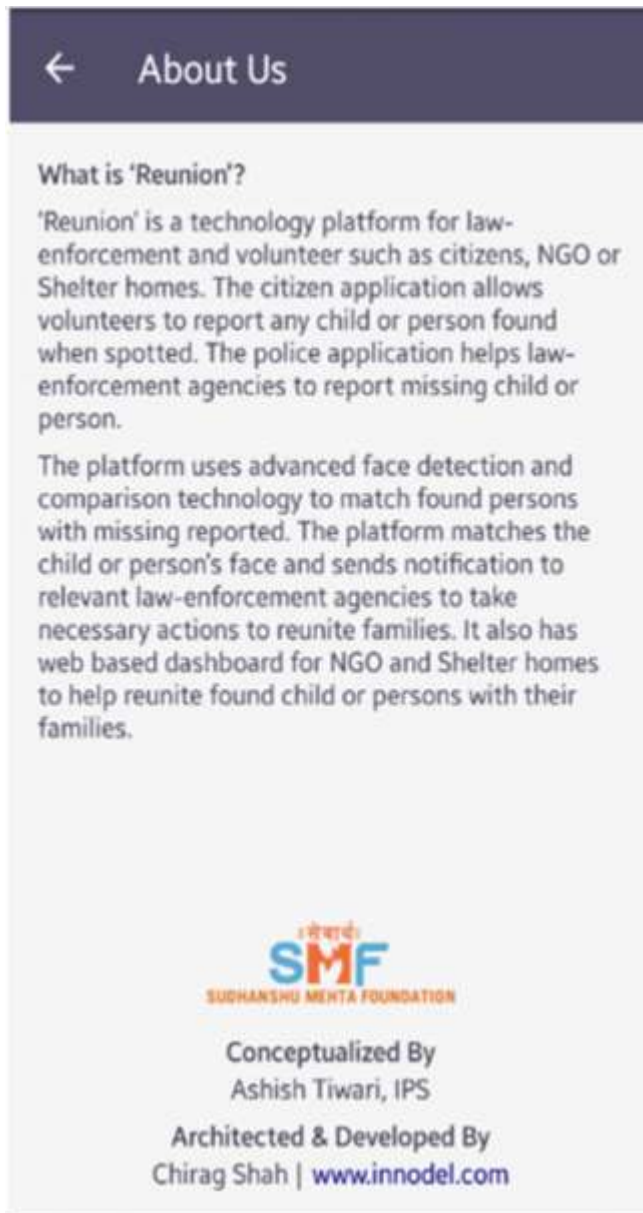 About Us
What is ‘Reunion’?
‘Reunion’ is a technology platform for law-
enforcement and volunteer such as citizens, NGO or
Shelter homes. The citizen application allows
volunteers to report any child or person found
when spotted. The police application helps law-
enforcement agencies to report missing child or
person.
The platform uses advanced face detection and
comparison technology to match found persons
with missing reported. The platform matches the
child or person's face and sends notification to
relevant law-enforcement agencies to take
necessary actions to reunite families. It also has
web based dashboard for NGO and Shelter homes
to help reunite found child or persons with their
families.
। सेवार्थ।
SMF
SUDHANSHU MEHTA FOUNDATION
Conceptualized By
Ashish Tiwari, IPS
Architected & Developed By
Chirag Shah | www.innodel.com